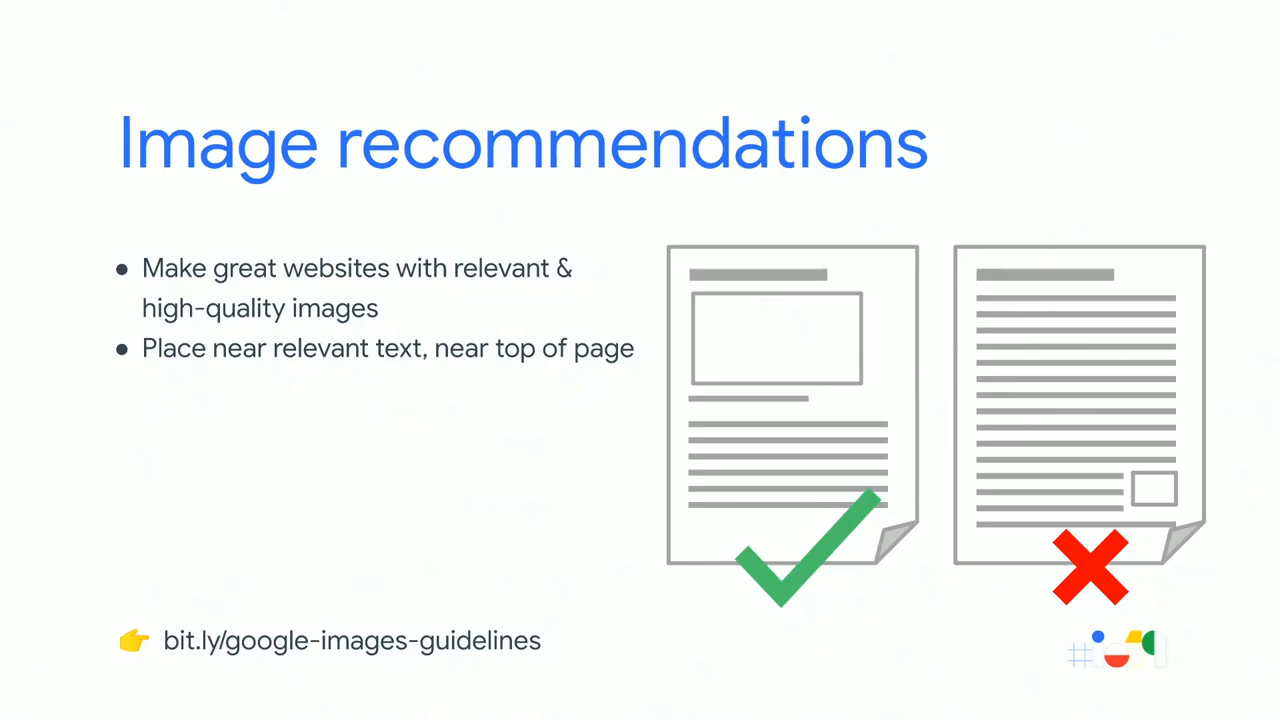 Image recommendations
● Make great websites with relevant &
high-quality images
● Place near relevant text, near top of page
👉 bit.ly/google-images-guidelines
#io19